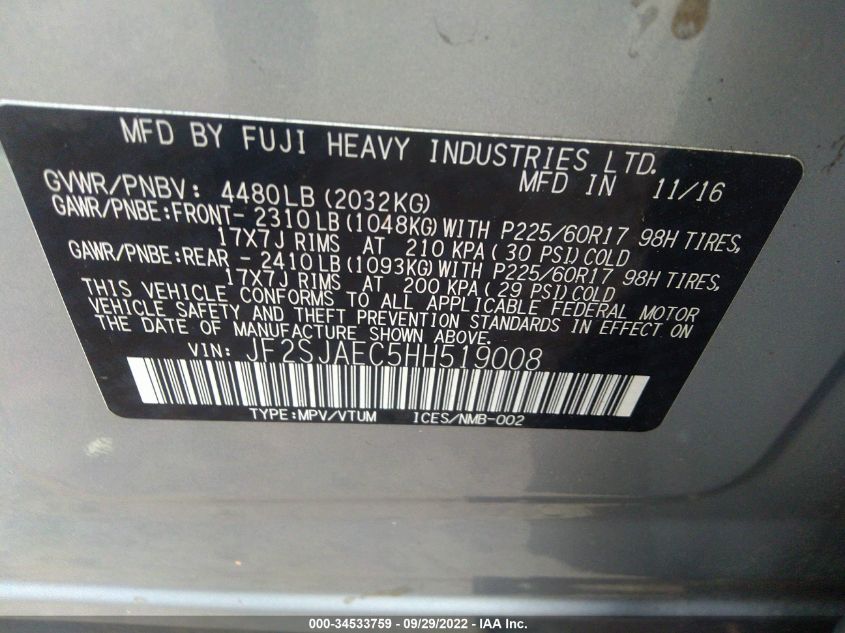 MFD BY FUJI HEAVY INDUSTRIES LTD.
MFD IN 11/16
GVWR/PNBV: 4480LB(2032KG)
GAWR/PNBE:FRONT- 2310LB(1048KG)WITH P225/60R17 98H TIRES,
17X7J RIMS AT 210 KPA( 30 PSI)COLD
GAWR/PNBE:REAR - 2410LB(1093KG)WITH P225/60R17 98H TIRES,
17X7J RIMS AT 200 KPA( 29 PSI)COLD
THIS VEHICLE CONFORMS TO ALL APPLICABLE FEDERAL MOTOR
VEHICLE SAFETY AND THEFT PREVENTION STANDARDS IN EFFECT ON
THE DATE OF MANUFACTURE SHOWN ABOVE.
VIN: JF2SJAEC5HH519008
TYPE:MPV/VTUM ICES/NMB-002
000-34533759 - 09/29/2022 - IAA Inc.